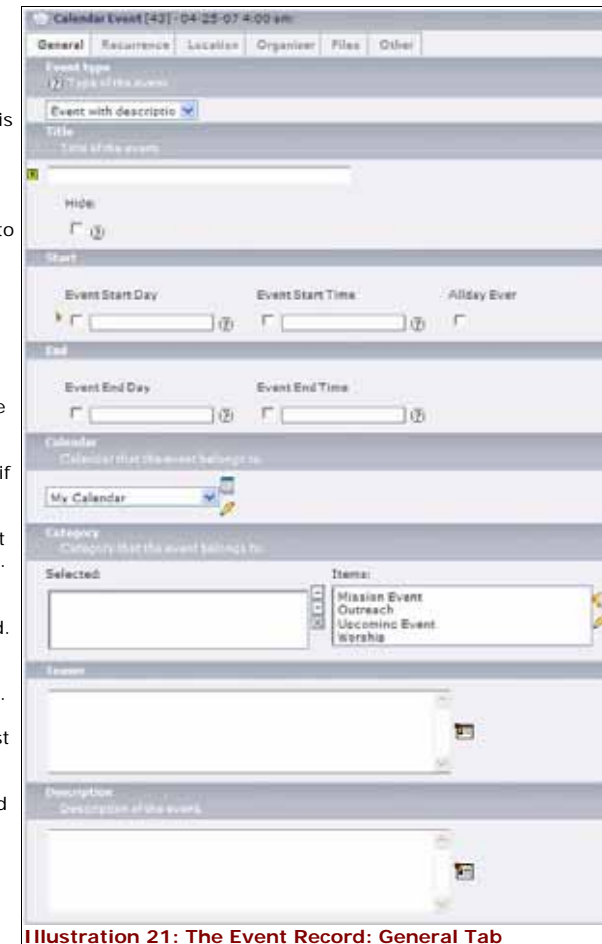 Calendar Event [43] - 04-25-07 4:00 am:
General Recurrence Location Organizer Files Other
Event type
Type of the event
is
Event with descriptio
Title
Title of the event
Hide:
to
Start
Event Start Day Event Start Time Allday Ever
End
Event End Day Event End Time
e
Calendar
Calendar that the event belongs to.
if
My Calendar
t
Category
Category that the event belongs to.
.
Selected: Items:
Mission Event
Outreach
Upcoming Event
Worship
d.
Teaser
.
st
Description
Description of the event.
d
Illustration 21: The Event Record: General Tab